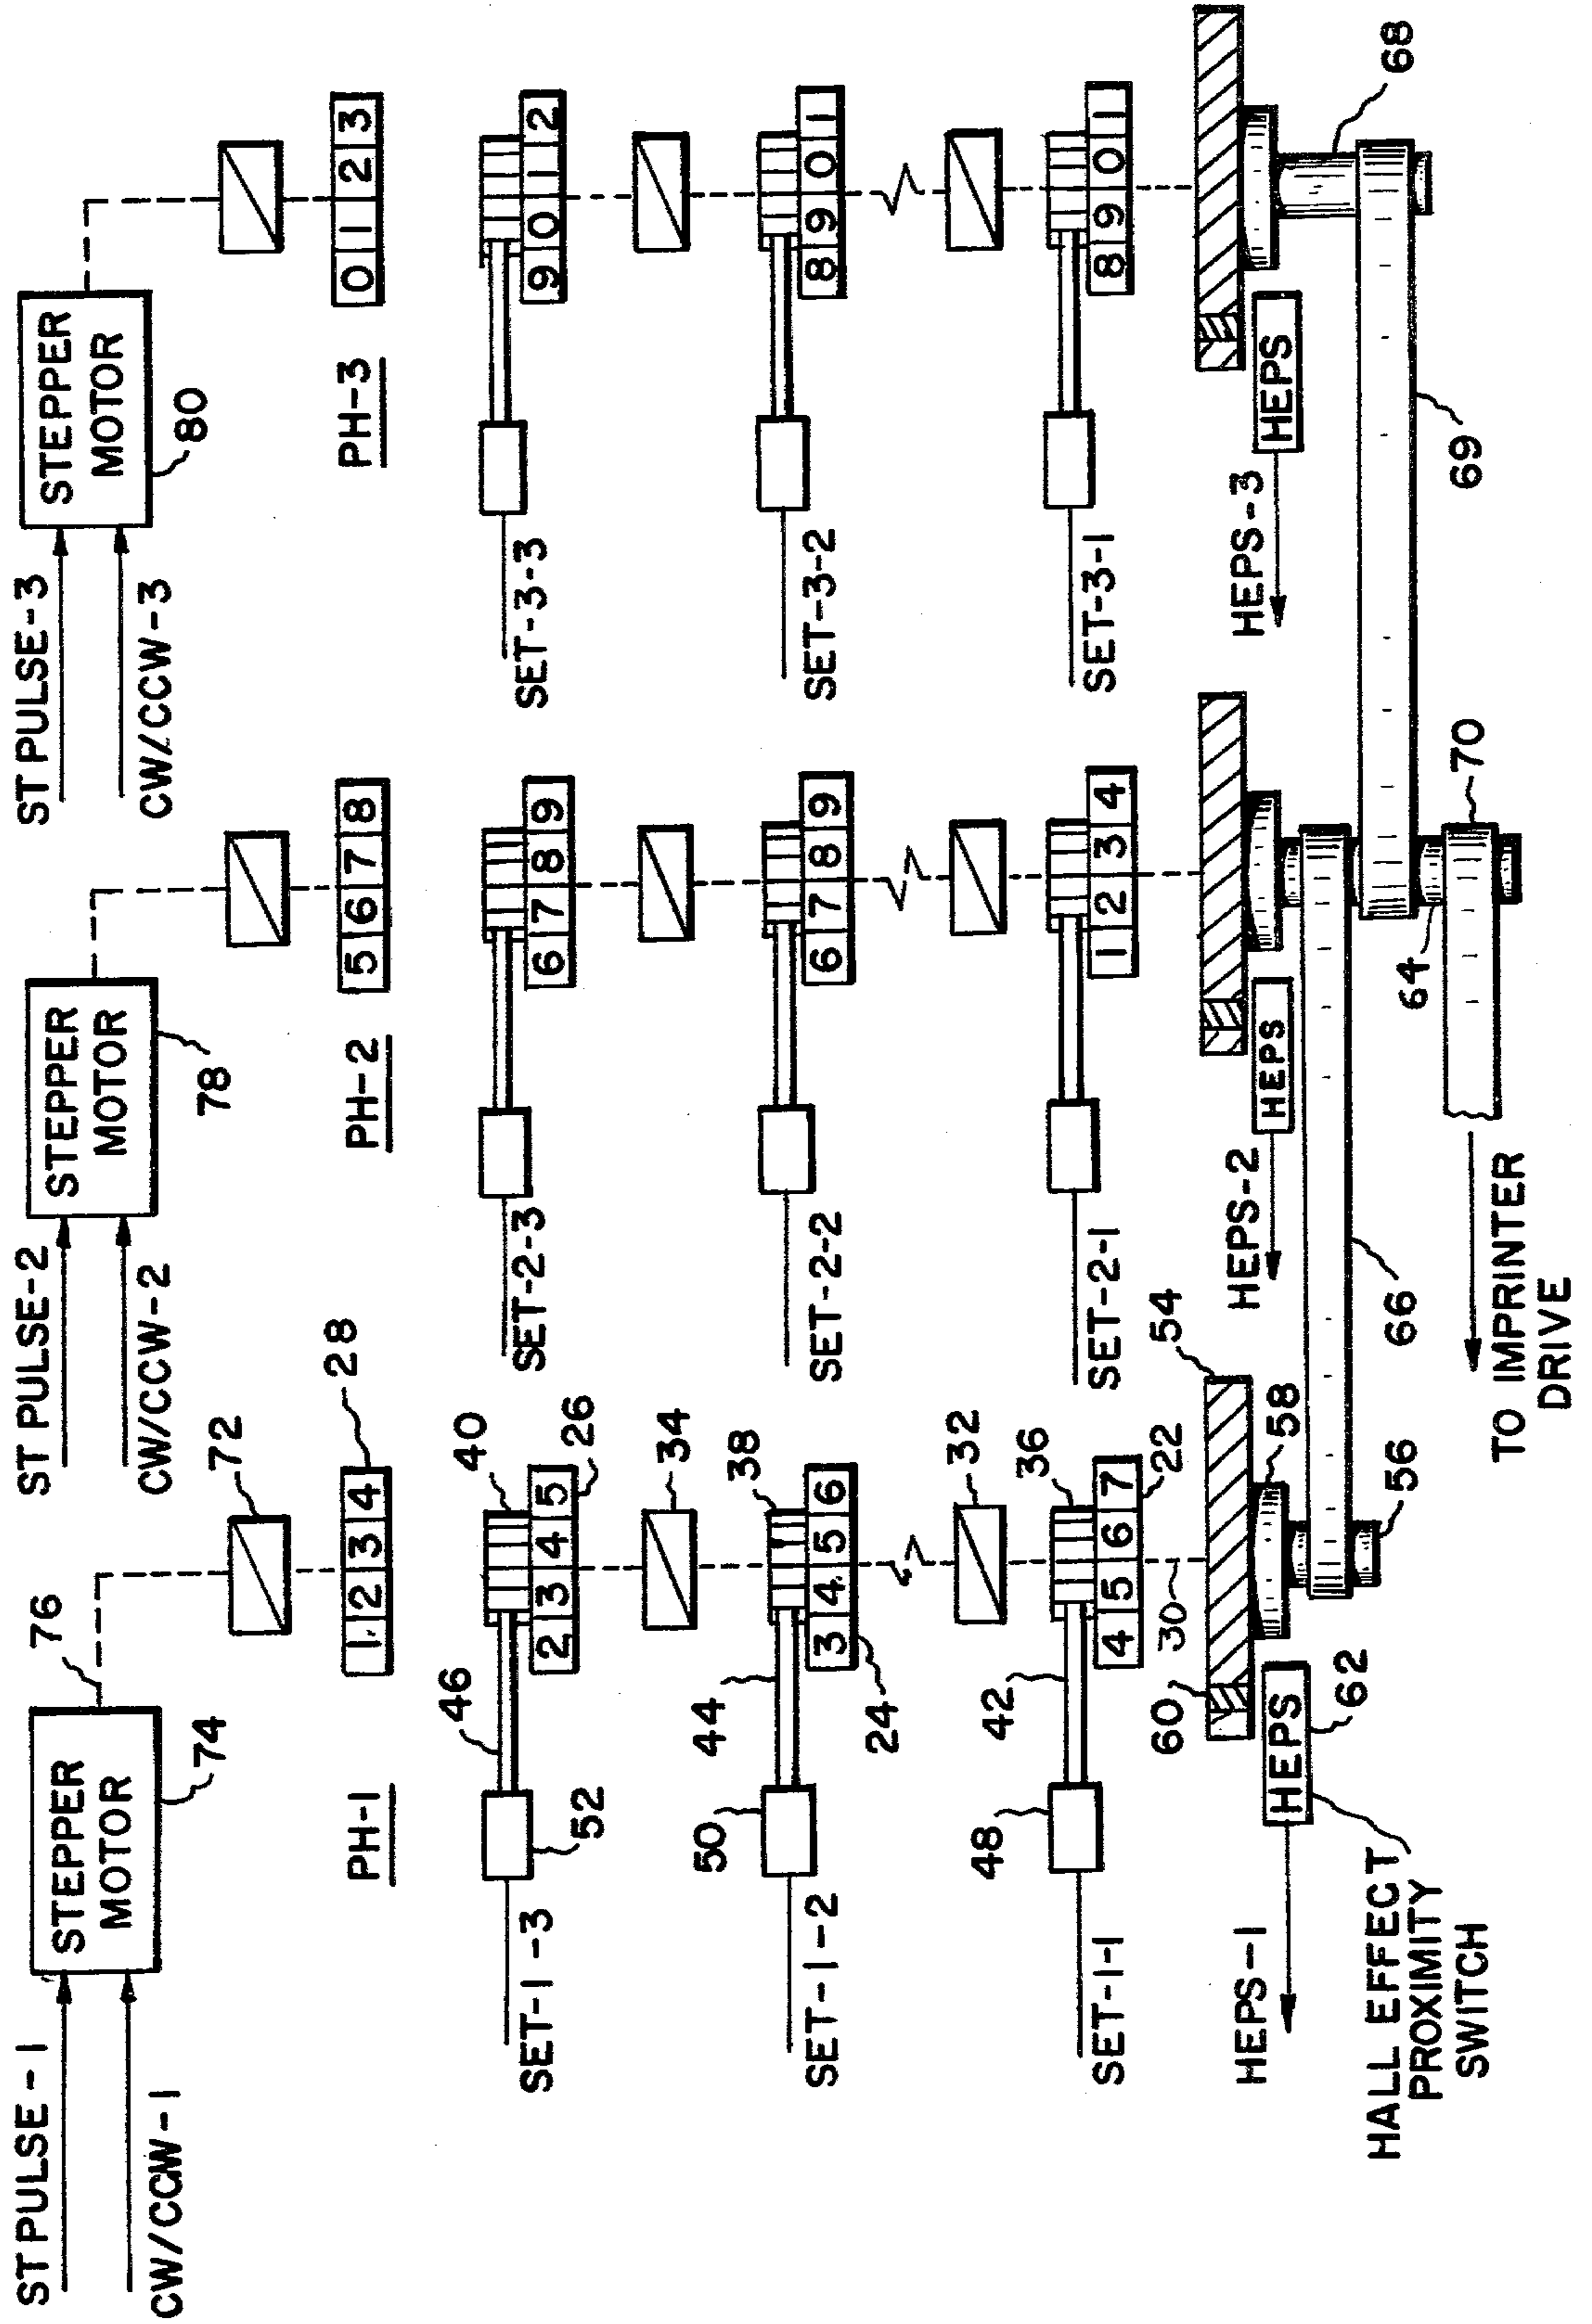 ST PULSE-1
CW/CCW-1
STEPPER
MOTOR
74
76
72
28
PH-1
1 2 3 4
ST PULSE-2
CW/CCW-2
STEPPER
MOTOR
78
PH-2
5 6 7 8
ST PULSE-3
CW/CCW-3
STEPPER
MOTOR
80
PH-3
0 1 2 3
SET-1-3
52
46
40
2 3 4 5
26
34
SET-2-3
6 7 8 9
SET-3-3
9 0 1 2
SET-1-2
50
44
38
3 4 5 6
24
32
SET-2-2
6 7 8 9
SET-3-2
8 9 0 1
SET-1-1
48
42
36
4 5 6 7
22
30
SET-2-1
1 2 3 4
SET-3-1
8 9 0 1
HEPS-1
HEPS
62
60
54
58
56
HALL EFFECT
PROXIMITY
SWITCH
HEPS-2
HEPS
66
64
70
HEPS-3
HEPS
68
69
TO IMPRINTER
DRIVE